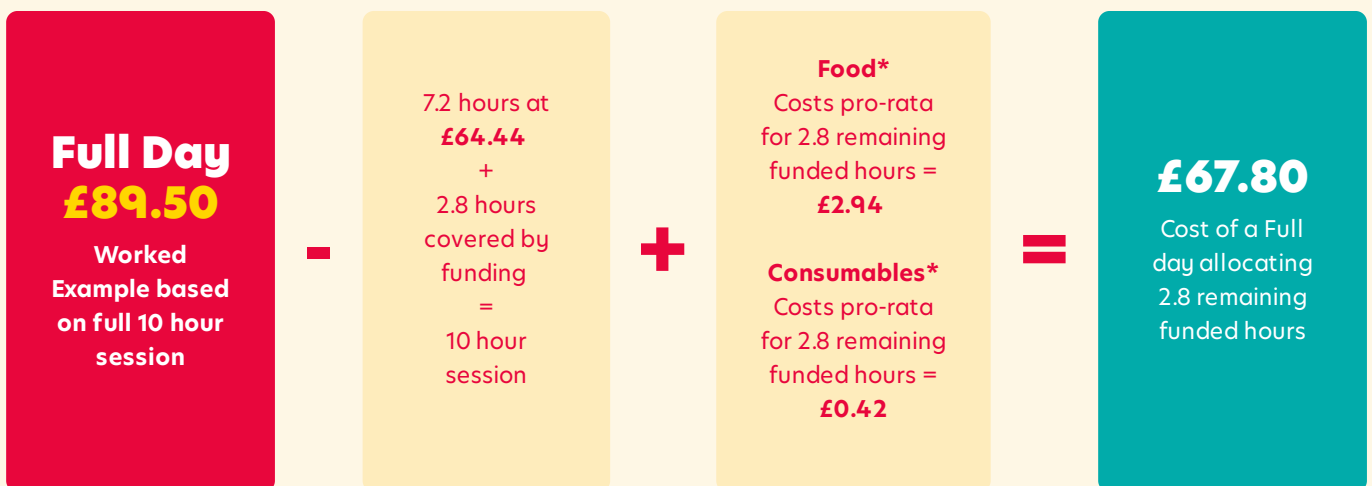 Full Day
£89.50
Worked
Example based
on full 10 hour
session
-
7.2 hours at
£64.44
+
2.8 hours
covered by
funding
=
10 hour
session
+
Food*
Costs pro-rata
for 2.8 remaining
funded hours =
£2.94
Consumables*
Costs pro-rata
for 2.8 remaining
funded hours =
£0.42
=
£67.80
Cost of a Full
day allocating
2.8 remaining
funded hours